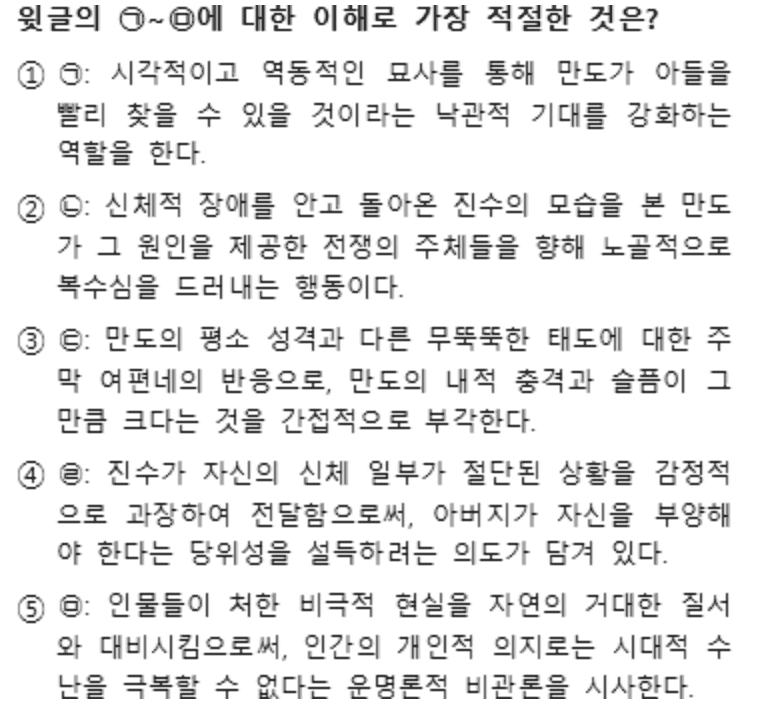 윗글의 ㉠~㉤에 대한 이해로 가장 적절한 것은?
① ㉠: 시각적이고 역동적인 묘사를 통해 만도가 아들을
빨리 찾을 수 있을 것이라는 낙관적 기대를 강화하는
역할을 한다.
② ㉡: 신체적 장애를 안고 돌아온 진수의 모습을 본 만도
가 그 원인을 제공한 전쟁의 주체들을 향해 노골적으로
복수심을 드러내는 행동이다.
③ ㉢: 만도의 평소 성격과 다른 무뚝뚝한 태도에 대한 주
막 여편네의 반응으로, 만도의 내적 충격과 슬픔이 그
만큼 크다는 것을 간접적으로 부각한다.
④ ㉣: 진수가 자신의 신체 일부가 절단된 상황을 감정적
으로 과장하여 전달함으로써, 아버지가 자신을 부양해
야 한다는 당위성을 설득하려는 의도가 담겨 있다.
⑤ ㉤: 인물들이 처한 비극적 현실을 자연의 거대한 질서
와 대비시킴으로써, 인간의 개인적 의지로는 시대적 수
난을 극복할 수 없다는 운명론적 비관론을 시사한다.